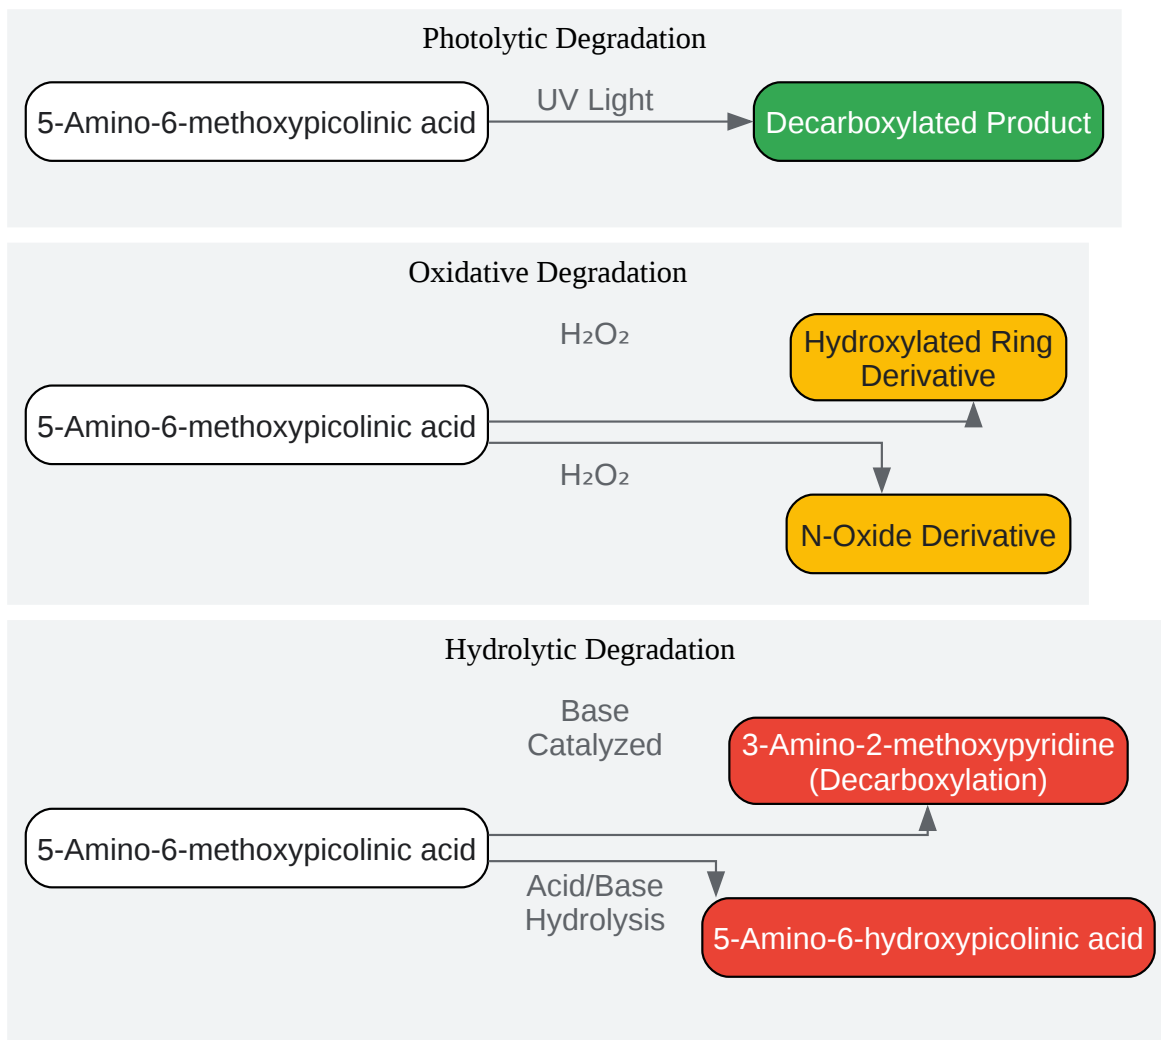 Photolytic Degradation
5-Amino-6-methoxypicolinic acid
UV Light
Decarboxylated Product
Oxidative Degradation
H₂O₂
Hydroxylated Ring
Derivative
5-Amino-6-methoxypicolinic acid
H₂O₂
N-Oxide Derivative
Hydrolytic Degradation
Base
Catalyzed
3-Amino-2-methoxypyridine
(Decarboxylation)
5-Amino-6-methoxypicolinic acid
Acid/Base
Hydrolysis
5-Amino-6-hydroxypicolinic acid